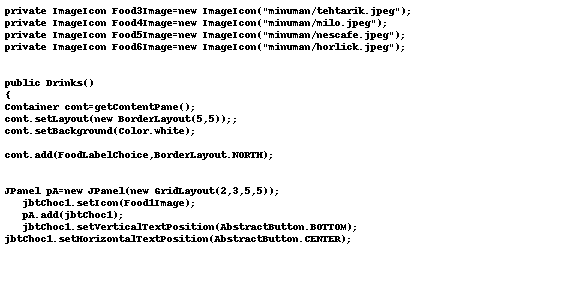 private ImageIcon Food3Image=new ImageIcon("minuman/tehtarik.jpeg");
private ImageIcon Food4Image=new ImageIcon("minuman/milo.jpeg");
private ImageIcon Food5Image=new ImageIcon("minuman/nescafe.jpeg");
private ImageIcon Food6Image=new ImageIcon("minuman/horlick.jpeg");
public Drinks()
{
Container cont=getContentPane();
cont.setLayout(new BorderLayout(5,5));;
cont.setBackground(Color.white);
cont.add(FoodLabelChoice,BorderLayout.NORTH);
JPanel pA=new JPanel(new GridLayout(2,3,5,5));
jbtChoc1.setIcon(Food1Image);
pA.add(jbtChoc1);
jbtChoc1.setVerticalTextPosition(AbstractButton.BOTTOM);
jbtChoc1.setHorizontalTextPosition(AbstractButton.CENTER);